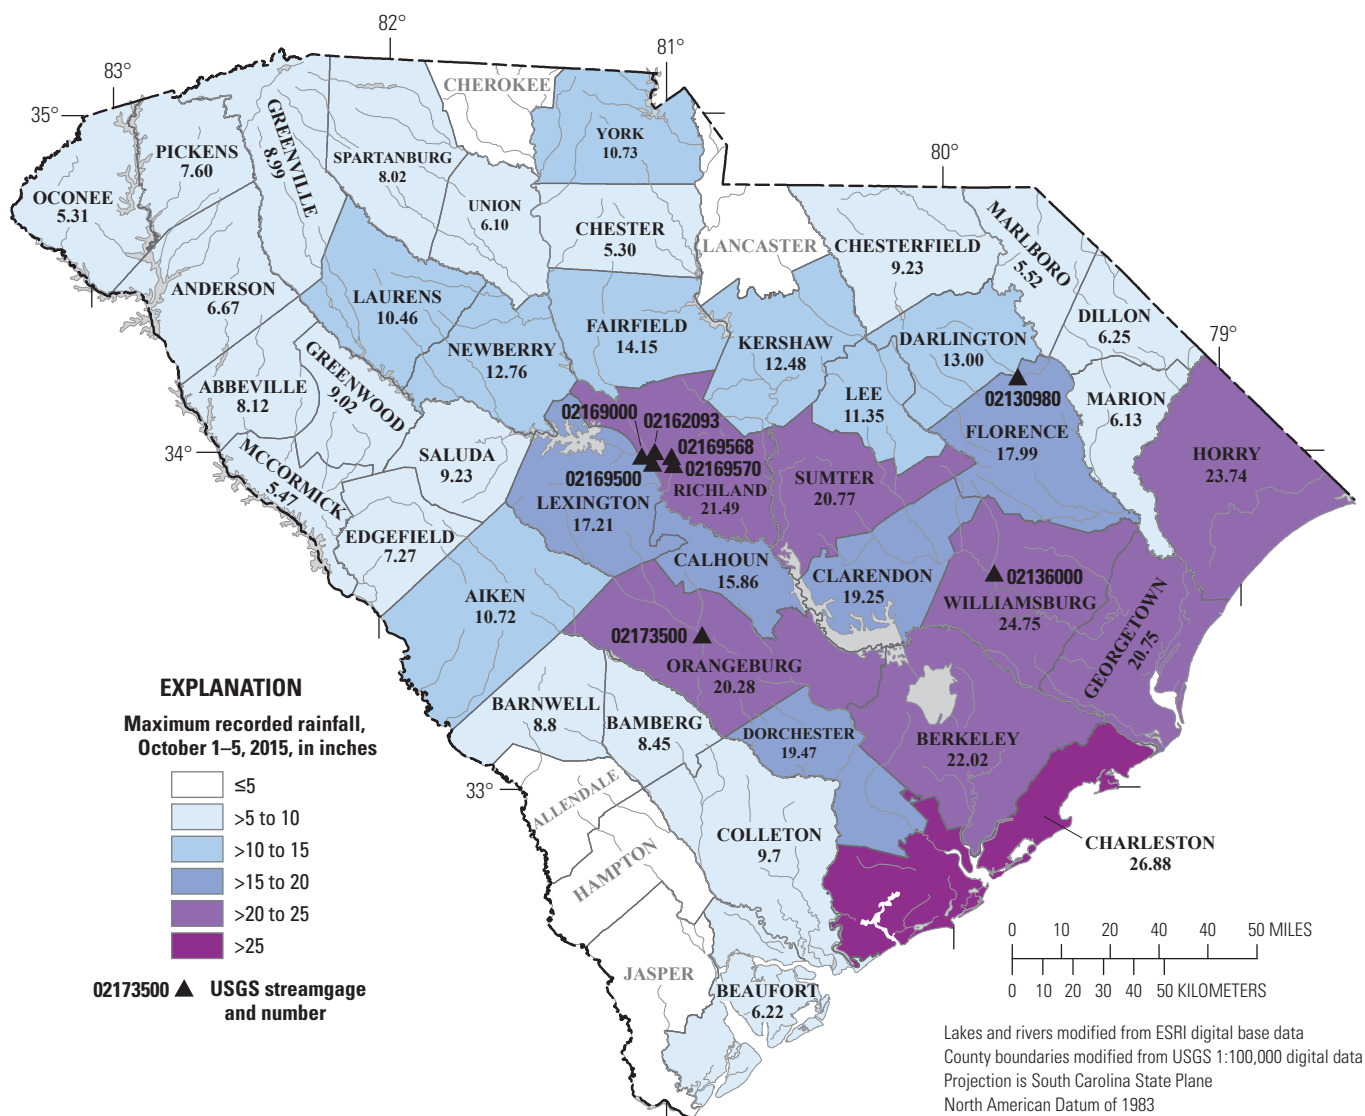 82°
81°
83°
CHEROKEE
35°
YORK
10.73
GREENVILLE
8.99
PICKENS
7.60
SPARTANBURG
8.02
80°
OCONEE
5.31
UNION
6.10
CHESTER
5.30
LANCASTER
CHESTERFIELD
9.23
MARLBORO
5.52
ANDERSON
6.67
LAURENS
10.46
FAIRFIELD
14.15
DILLON
6.25
79°
NEWBERRY
12.76
KERSHAW
12.48
DARLINGTON
13.00
GREENWOOD
9.02
ABBEVILLE
8.12
LEE
11.35
02130980
MARION
6.13
02169000
02162093
FLORENCE
17.99
34°
MCCORMICK
5.47
SALUDA
9.23
02169568
02169570
HORRY
23.74
02169500
LEXINGTON
17.21
RICHLAND
21.49
SUMTER
20.77
EDGEFIELD
7.27
CALHOUN
15.86
CLARENDON
19.25
02136000
WILLIAMSBURG
24.75
AIKEN
10.72
GEORGETOWN
20.75
02173500
ORANGEBURG
20.28
BARNWELL
8.8
BAMBERG
8.45
DORCHESTER
19.47
BERKELEY
22.02
33°
ALLENDALE
COLLETON
9.7
CHARLESTON
26.88
HAMPTON
JASPER
BEAUFORT
6.22
EXPLANATION
Maximum recorded rainfall,
October 1–5, 2015, in inches
≤5
>5 to 10
>10 to 15
>15 to 20
>20 to 25
>25
02173500 ▲ USGS streamgage
and number
0 10 20 40 40 50 MILES
0 10 20 30 40 50 KILOMETERS
Lakes and rivers modified from ESRI digital base data
County boundaries modified from USGS 1:100,000 digital data
Projection is South Carolina State Plane
North American Datum of 1983